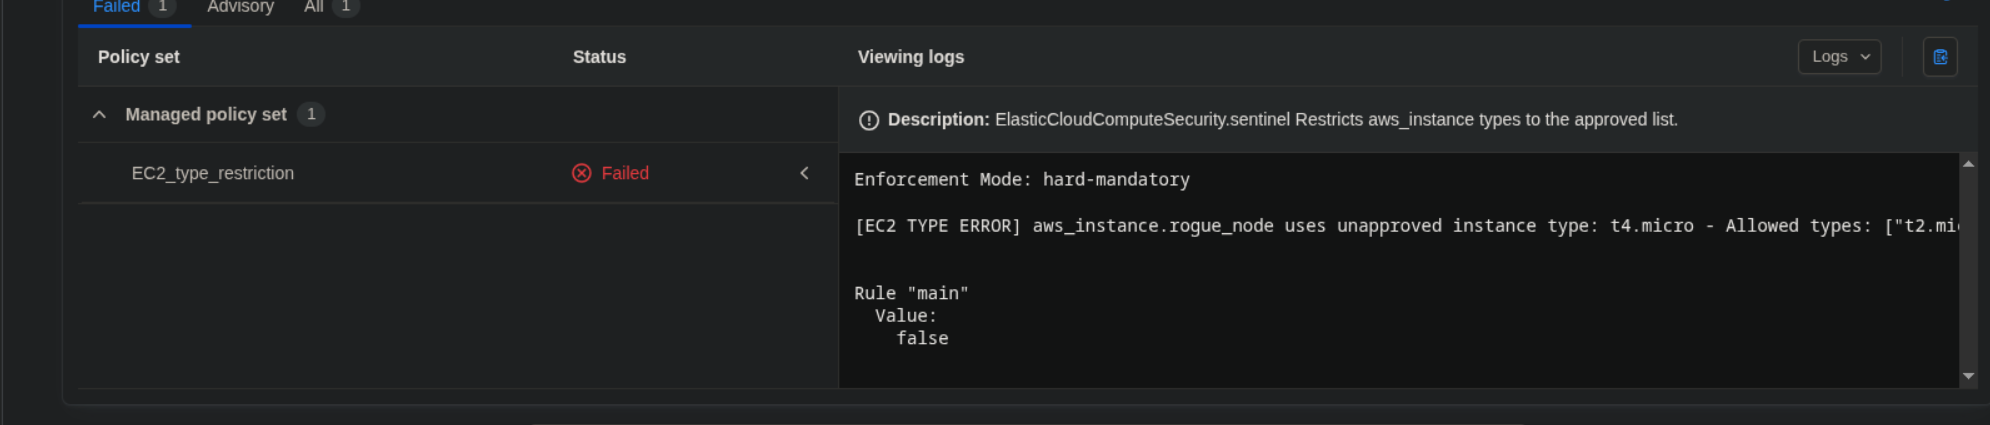 Failed 1 Advisory All 1
Policy set Status Viewing logs Logs
Managed policy set 1
Description: ElasticCloudComputeSecurity.sentinel Restricts aws_instance types to the approved list.
EC2_type_restriction Failed
Enforcement Mode: hard-mandatory
[EC2 TYPE ERROR] aws_instance.rogue_node uses unapproved instance type: t4.micro - Allowed types: ["t2.mi
Rule "main"
Value:
false